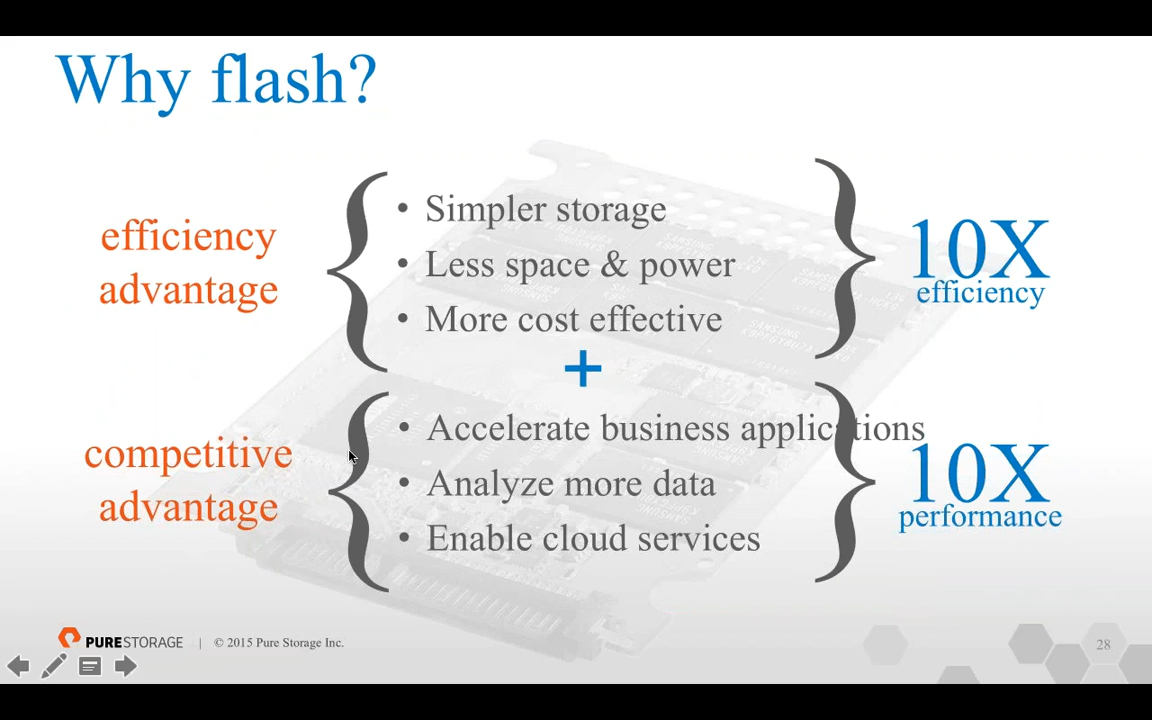 Why flash?
efficiency
advantage
• Simpler storage
• Less space & power
• More cost effective
10X
efficiency
+
competitive
advantage
• Accelerate business applications
• Analyze more data
• Enable cloud services
10X
performance
PURESTORAGE | © 2015 Pure Storage Inc.
28